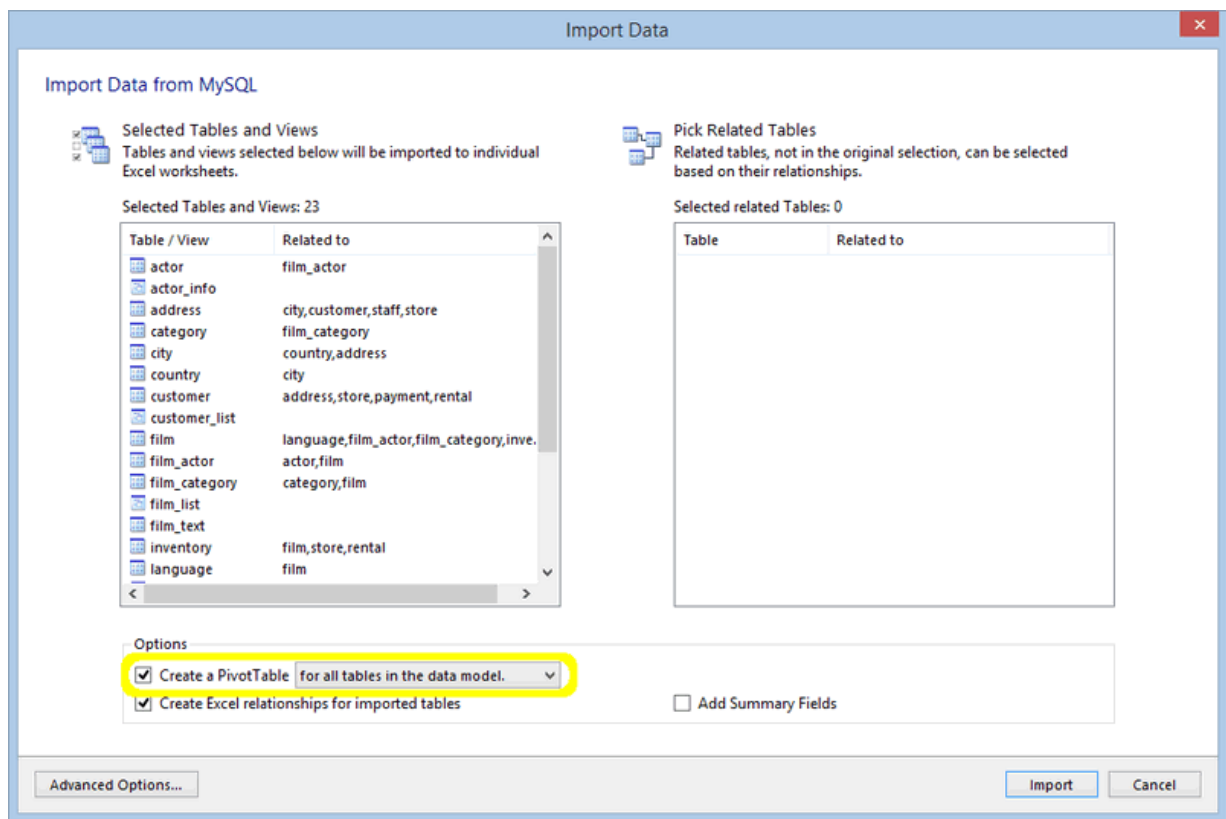 Import Data
Import Data from MySQL
Selected Tables and Views
Tables and views selected below will be imported to individual
Excel worksheets.
Selected Tables and Views: 23
Table / View Related to
actor film_actor
actor_info
address city,customer,staff,store
category film_category
city country,address
country city
customer address,store,payment,rental
customer_list
film language,film_actor,film_category,inve.
film_actor actor,film
film_category category,film
film_list
film_text
inventory film,store,rental
language film
Pick Related Tables
Related tables, not in the original selection, can be selected
based on their relationships.
Selected related Tables: 0
Table Related to
Options
Create a PivotTable for all tables in the data model.
Create Excel relationships for imported tables
Add Summary Fields
Advanced Options...
Import
Cancel